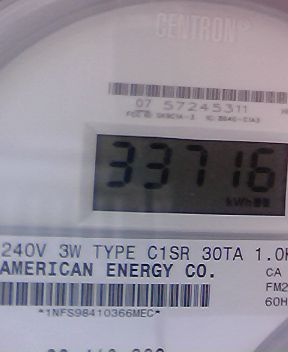 CENTRON®
07 57245311
33716
kWh
240V 3W TYPE C1SR 30TA 1.0
AMERICAN ENERGY CO.
CA
FM2
60H
*1NFS98410366MEC*